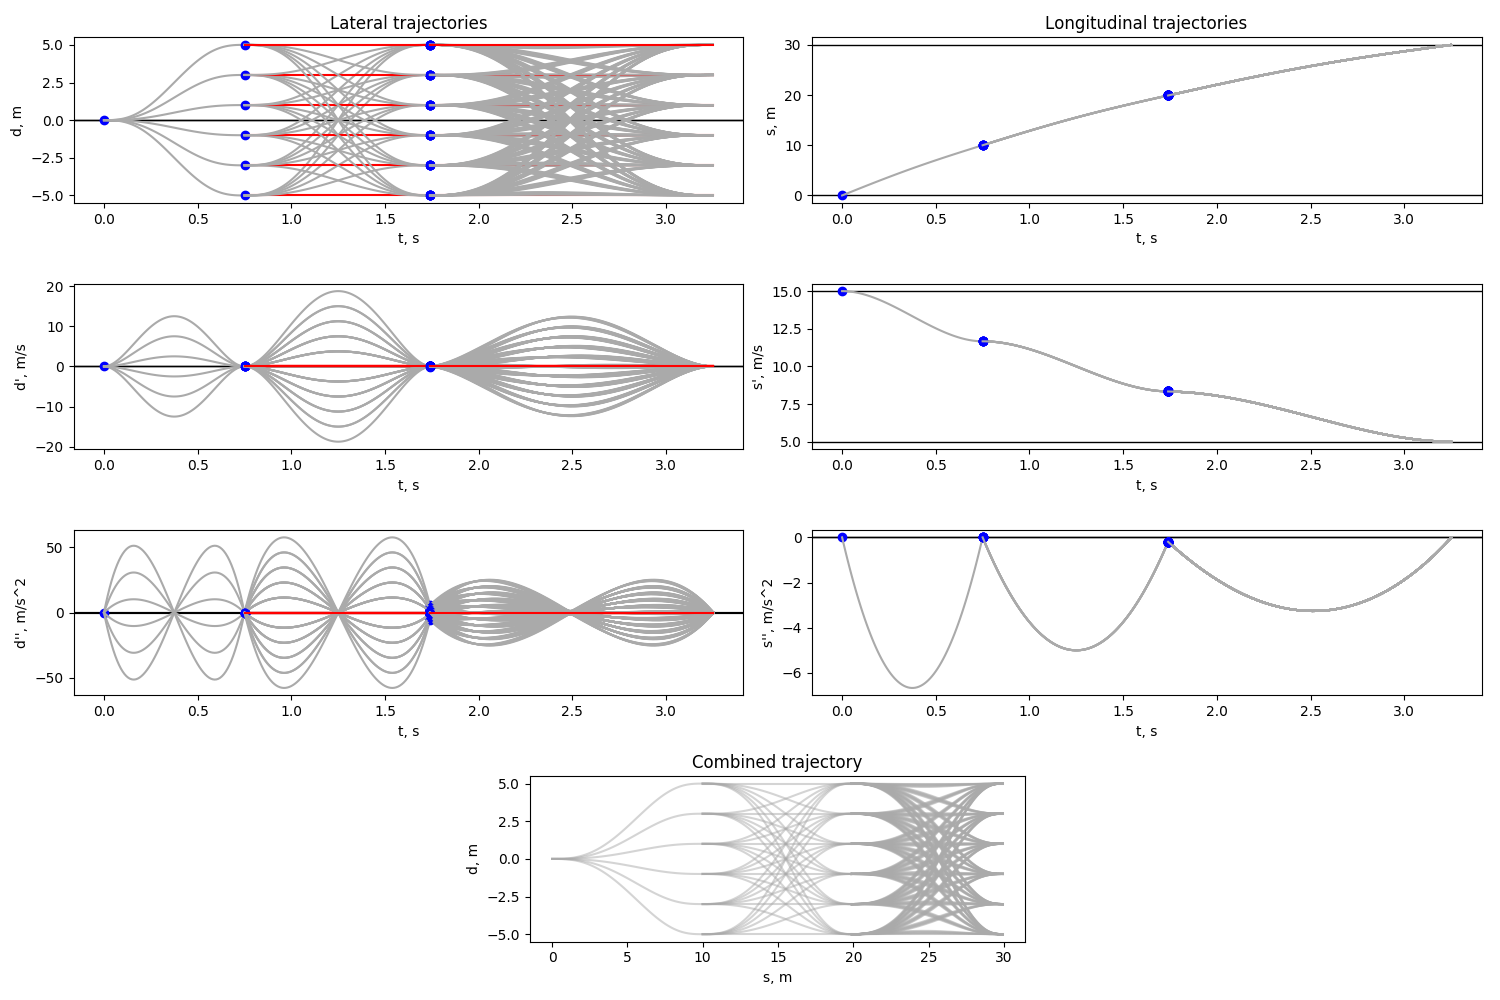 Lateral trajectories
d, m
5.0
2.5
0.0
−2.5
−5.0
0.0 0.5 1.0 1.5 2.0 2.5 3.0
t, s
Longitudinal trajectories
s, m
30
20
10
0
0.0 0.5 1.0 1.5 2.0 2.5 3.0
t, s
d', m/s
20
10
0
−10
−20
0.0 0.5 1.0 1.5 2.0 2.5 3.0
t, s
s', m/s
15.0
12.5
10.0
7.5
5.0
0.0 0.5 1.0 1.5 2.0 2.5 3.0
t, s
d'', m/s^2
50
0
−50
0.0 0.5 1.0 1.5 2.0 2.5 3.0
t, s
s'', m/s^2
0
−2
−4
−6
0.0 0.5 1.0 1.5 2.0 2.5 3.0
t, s
Combined trajectory
d, m
5.0
2.5
0.0
−2.5
−5.0
0 5 10 15 20 25 30
s, m